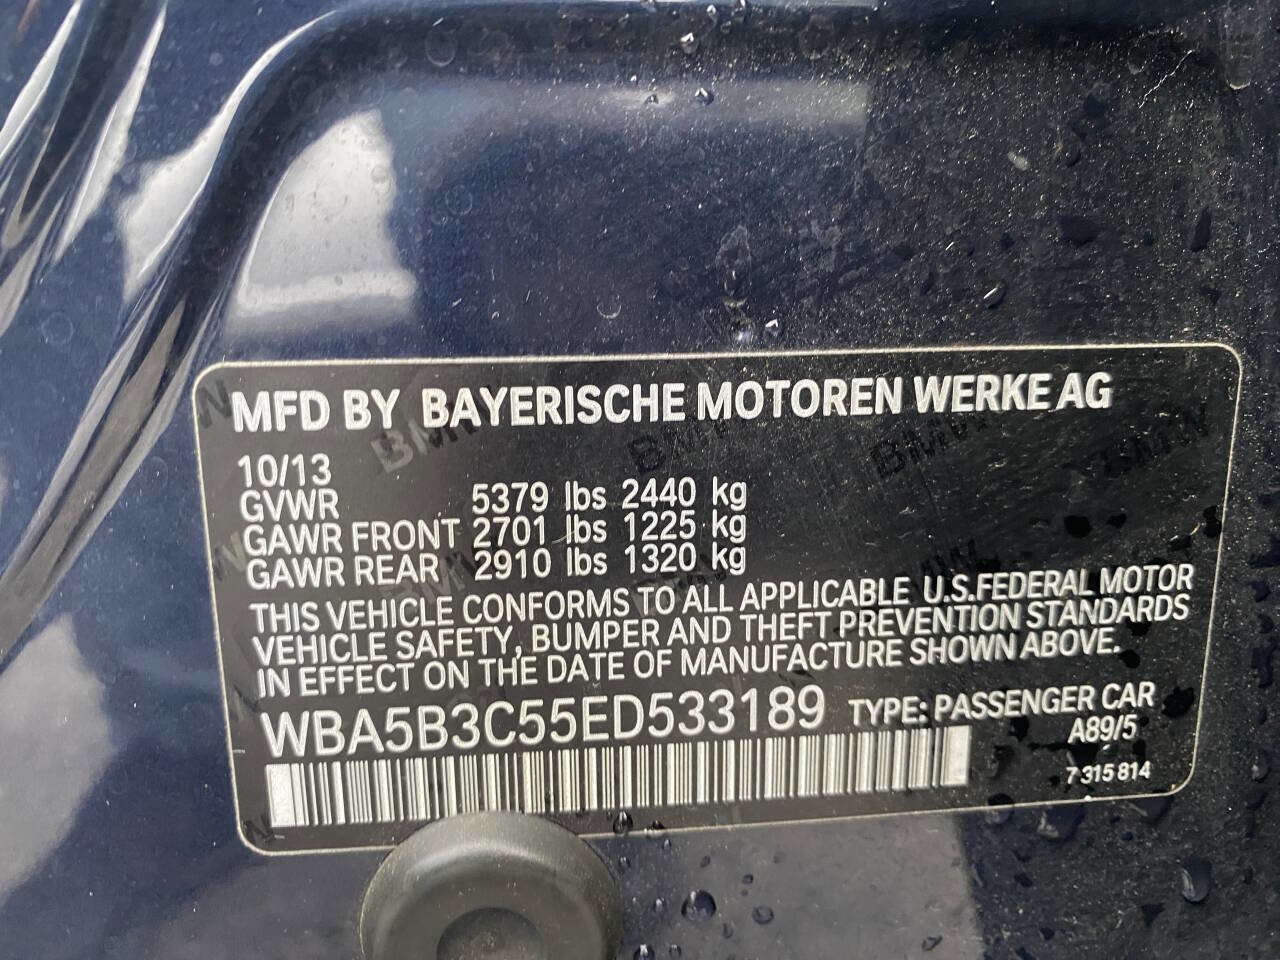 MFD BY BAYERISCHE MOTOREN WERKE AG
10/13
GVWR 5379 lbs 2440 kg
GAWR FRONT 2701 lbs 1225 kg
GAWR REAR 2910 lbs 1320 kg
THIS VEHICLE CONFORMS TO ALL APPLICABLE U.S.FEDERAL MOTOR
VEHICLE SAFETY, BUMPER AND THEFT PREVENTION STANDARDS
IN EFFECT ON THE DATE OF MANUFACTURE SHOWN ABOVE.
WBA5B3C55ED533189 TYPE: PASSENGER CAR
A89/5
7 315 814